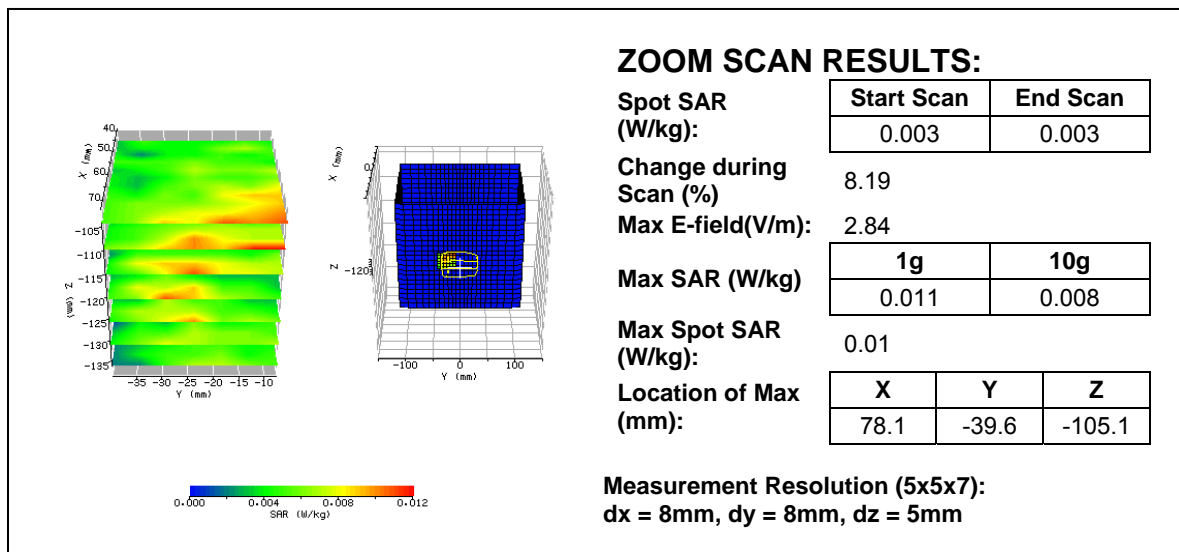 ZOOM SCAN RESULTS:
Spot SAR (W/kg):
Start Scan End Scan
0.003 0.003
Change during Scan (%)
8.19
Max E-field(V/m): 2.84
Max SAR (W/kg)
1g 10g
0.011 0.008
Max Spot SAR (W/kg):
0.01
Location of Max (mm):
X Y Z
78.1 -39.6 -105.1
Measurement Resolution (5x5x7):
dx = 8mm, dy = 8mm, dz = 5mm
40
50
60
70
X (mm)
-105
-110
-115
-120
-125
-130
-135
Z (mm)
-35 -30 -25 -20 -15 -10
Y (mm)
X (mm)
0
Z
-120
-100 0 100
Y (mm)
0.000 0.004 0.008 0.012
SAR (W/kg)